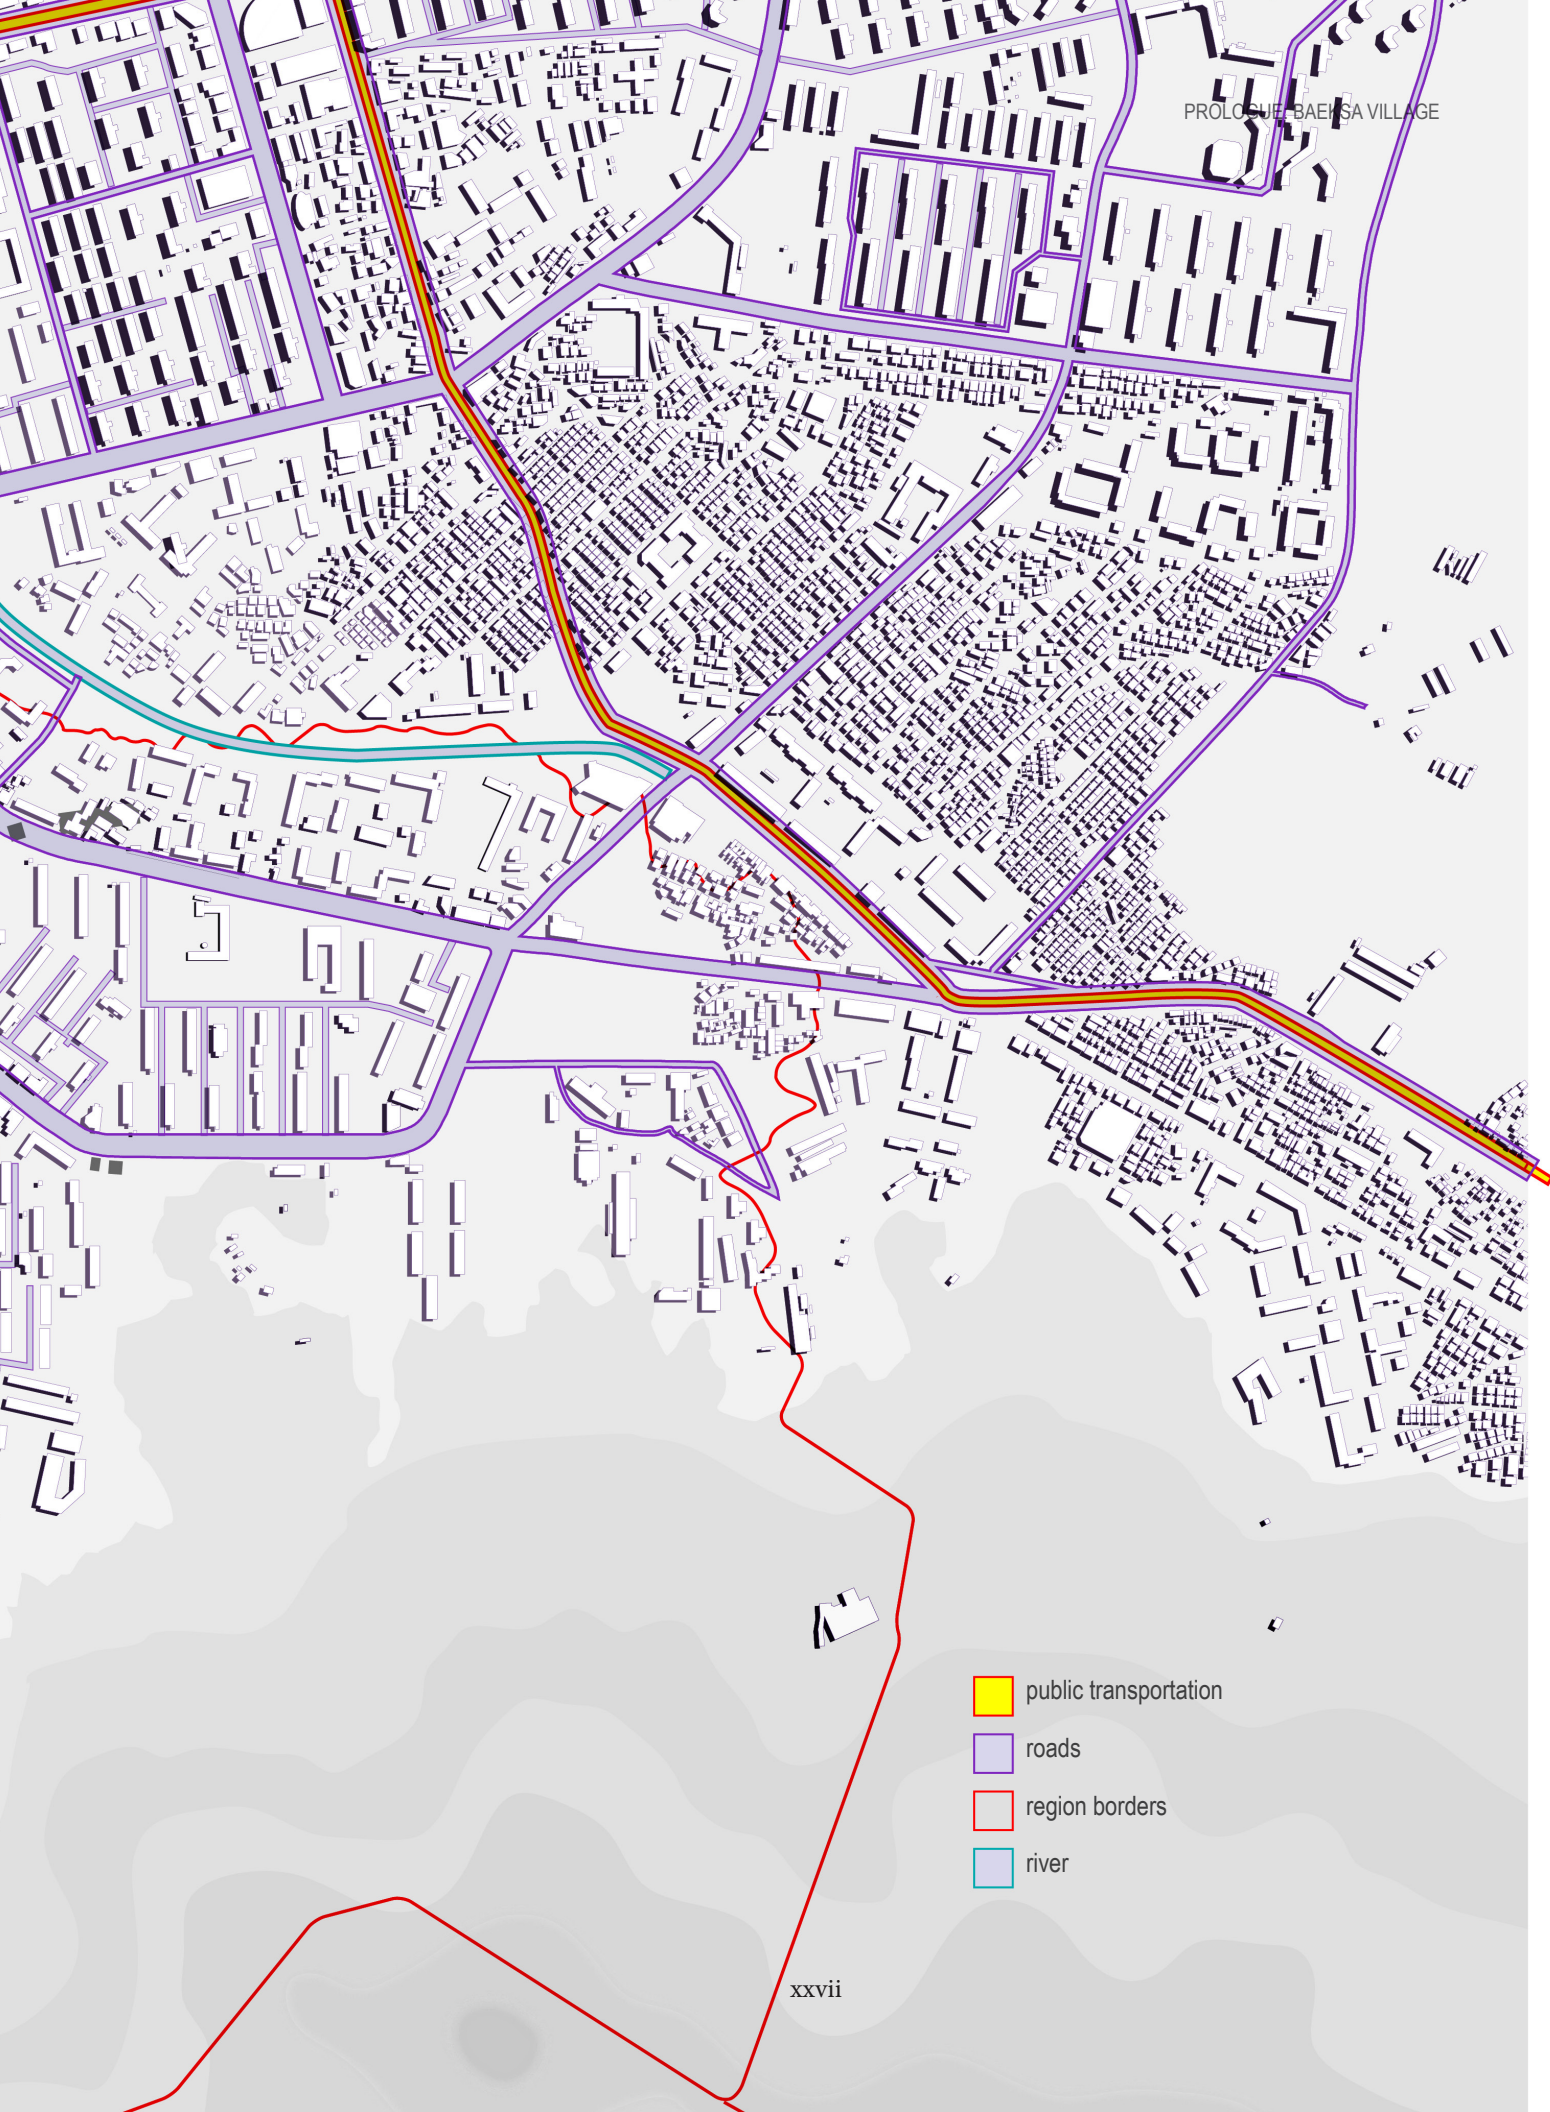 PROLOGUE: BAEKSA VILLAGE
public transportation
roads
region borders
river
xxvii